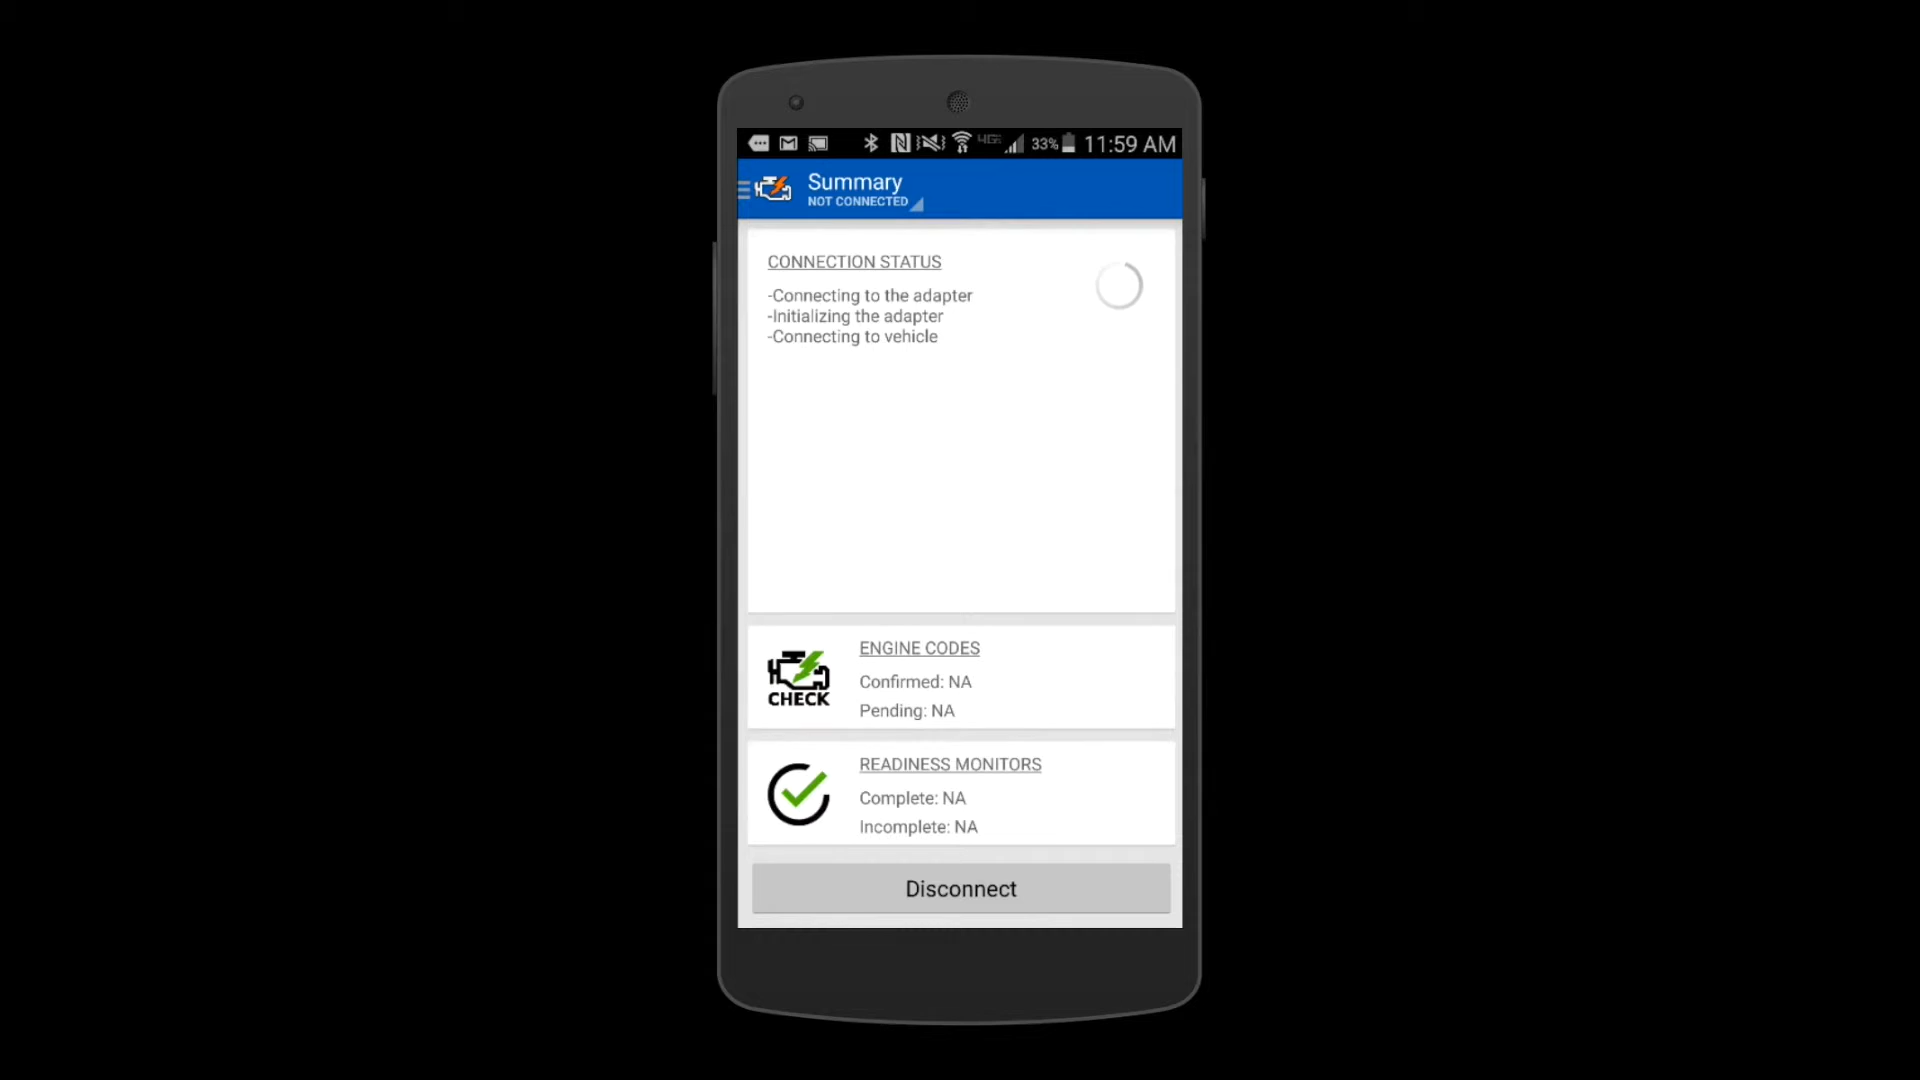 4G 33% 11:59 AM
Summary
NOT CONNECTED
CONNECTION STATUS
-Connecting to the adapter
-Initializing the adapter
-Connecting to vehicle
ENGINE CODES
Confirmed: NA
Pending: NA
CHECK
READINESS MONITORS
Complete: NA
Incomplete: NA
Disconnect